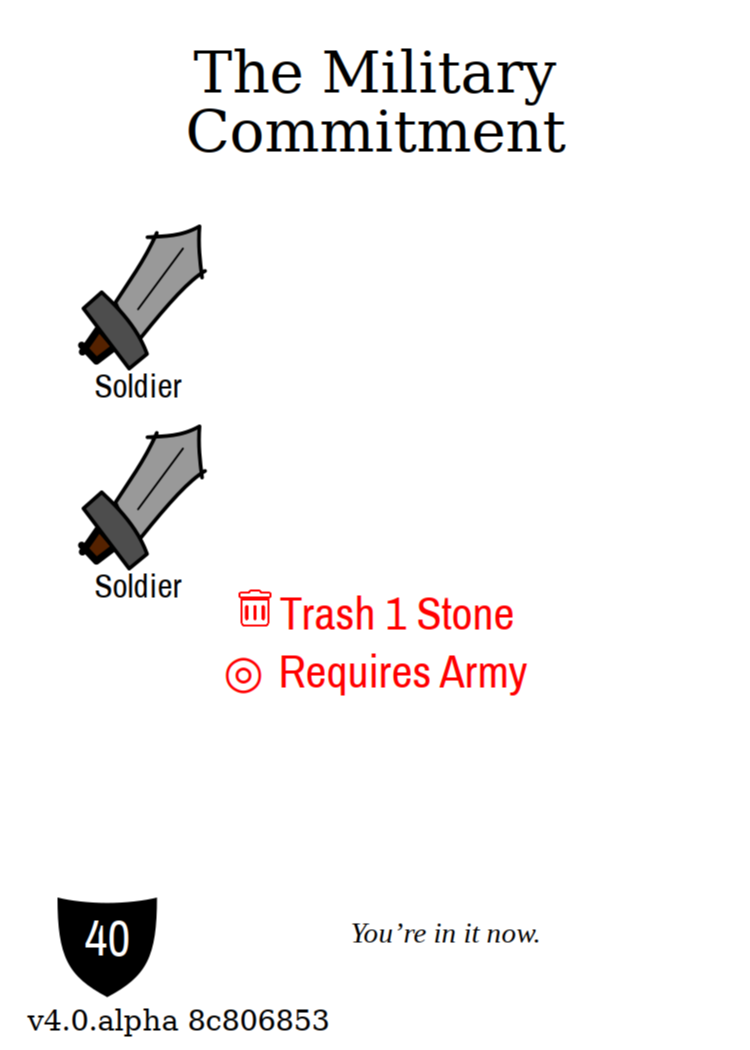 The Military
Commitment
Soldier
Soldier
Trash 1 Stone
Requires Army
40
You’re in it now.
v4.0.alpha 8c806853